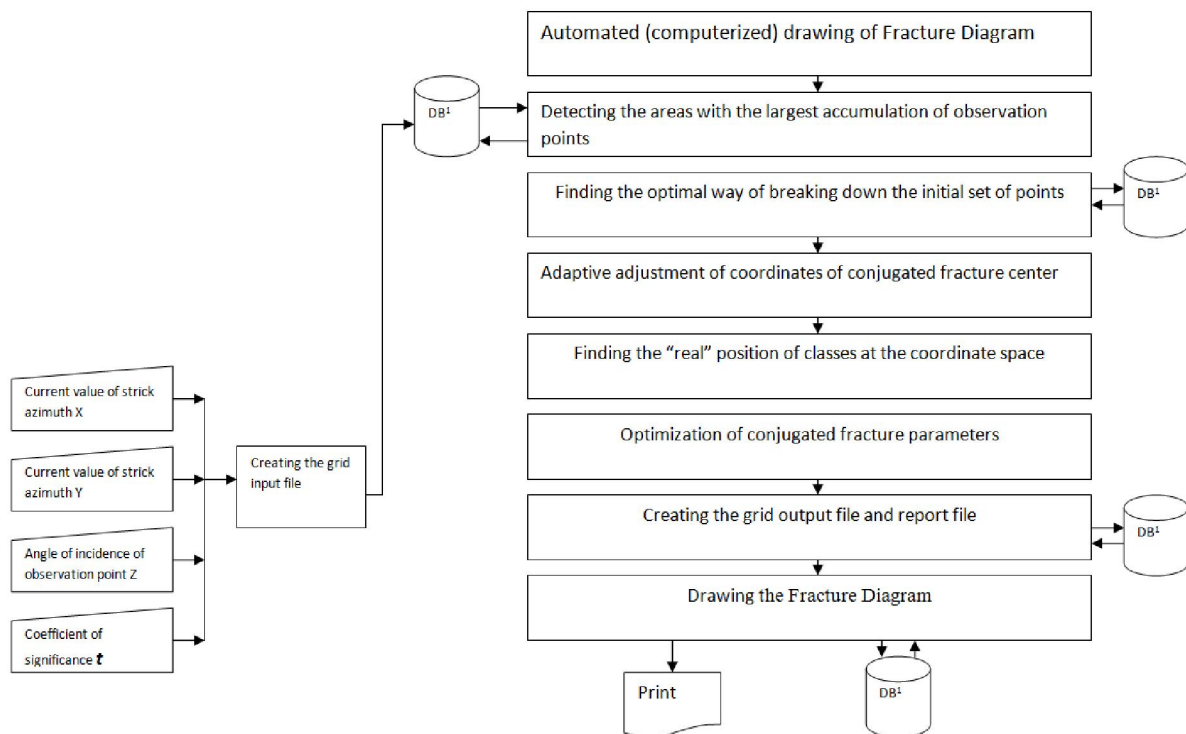 Automated (computerized) drawing of Fracture Diagram
DB¹
Detecting the areas with the largest accumulation of observation
points
Finding the optimal way of breaking down the initial set of points
DB¹
Adaptive adjustment of coordinates of conjugated fracture center
Finding the “real” position of classes at the coordinate space
Current value of strick
azimuth X
Optimization of conjugated fracture parameters
Current value of strick
azimuth Y
Creating the grid
input file
Creating the grid output file and report file
DB¹
Angle of incidence of
observation point Z
Drawing the Fracture Diagram
Coefficient of
significance t
Print
DB¹